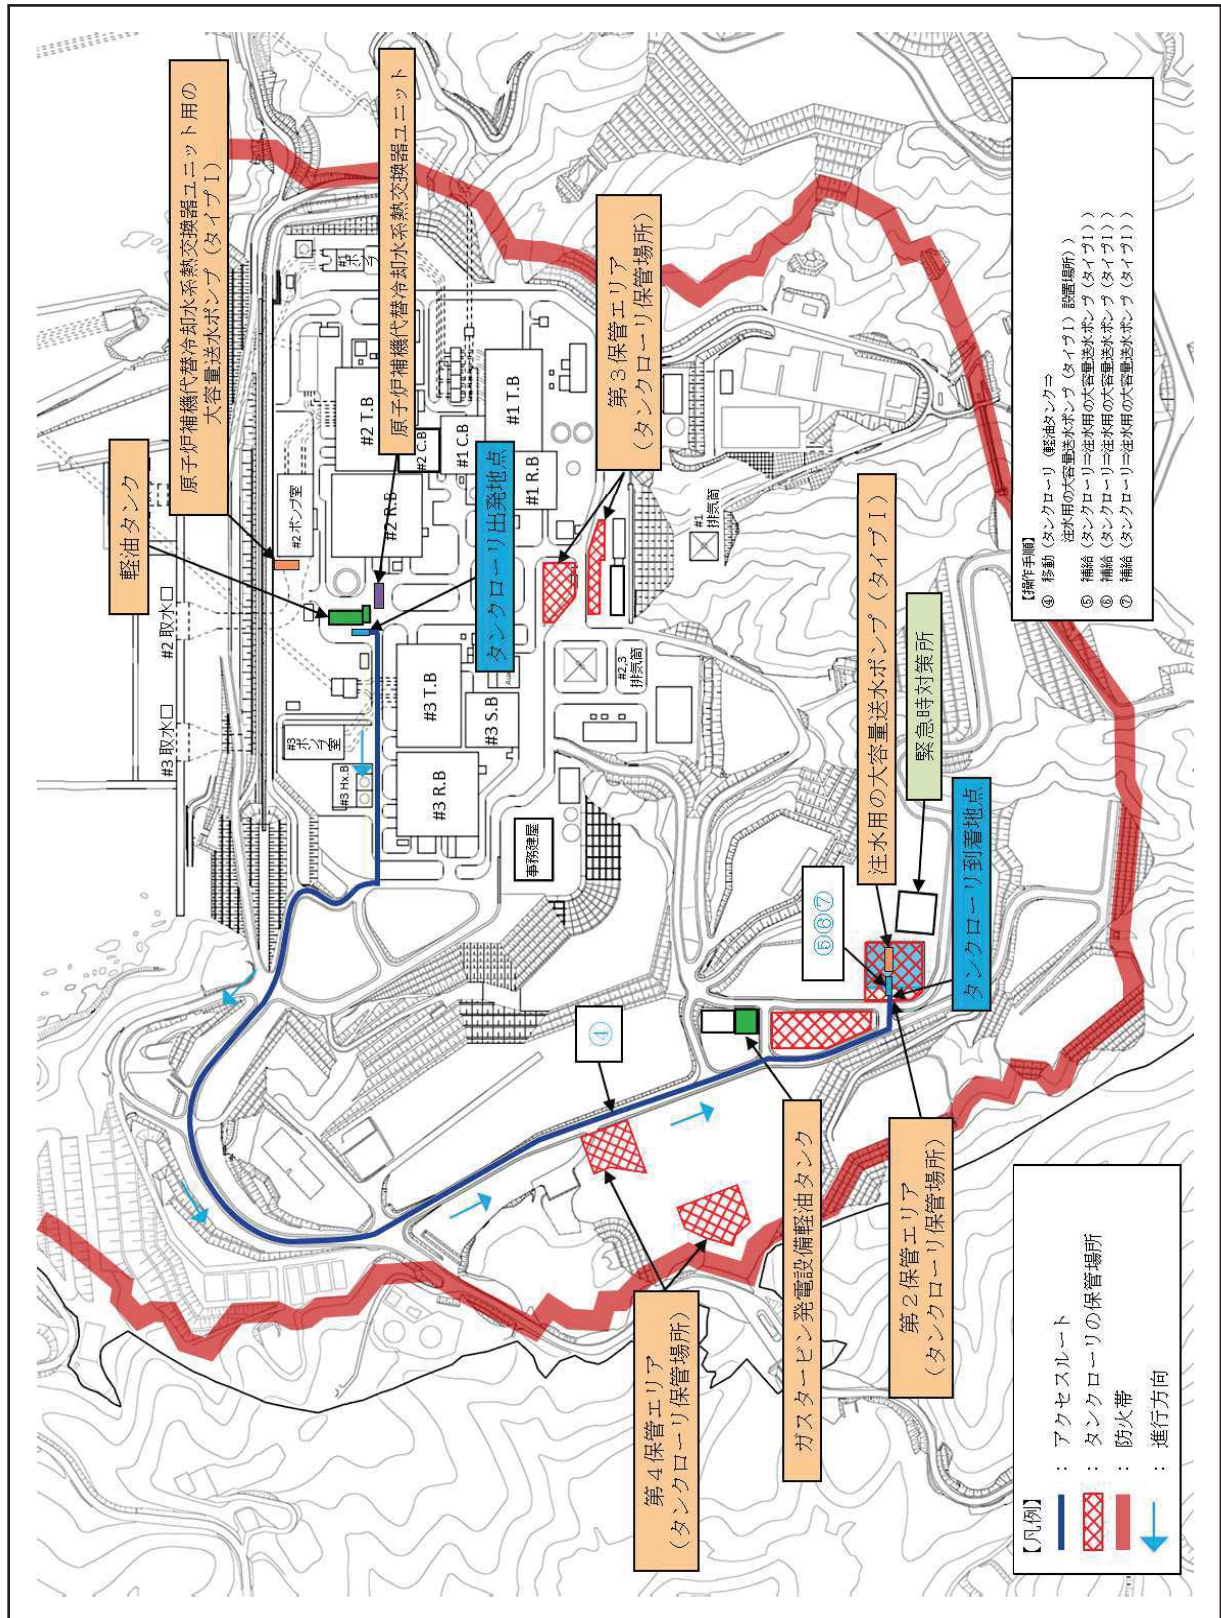 原子炉補機代替冷却水系熱交換器ユニット用の
大容量送水ポンプ（タイプⅠ）
原子炉補機代替冷却水系熱交換器ユニット
軽油タンク
タンクローリ出発地点
第３保管エリア
（タンクローリ保管場所）
#3取水口
#2取水口
#1
ポンプ
#2 ポンプ室
#3
ポンプ室
#3 Hx.B
#2 T.B
#2 C.B
#2 R.B
#1 T.B
#1 C.B
#1 R.B
#3 T.B
#3 S.B
#3 R.B
#1
排気筒
#2,3
排気筒
事務建屋
注水用の大容量送水ポンプ（タイプⅠ）
緊急時対策所
タンクローリ到着地点
⑤⑥⑦
④
第４保管エリア
（タンクローリ保管場所）
ガスタービン発電設備軽油タンク
第２保管エリア
（タンクローリ保管場所）
【凡例】
：アクセスルート
：タンクローリの保管場所
：防火帯
：進行方向
【操作手順】
④ 移動（タンクローリ（軽油タンク⇒
注水用の大容量送水ポンプ（タイプⅠ）設置場所））
⑤ 補給（タンクローリ⇒注水用の大容量送水ポンプ（タイプⅠ））
⑥ 補給（タンクローリ⇒注水用の大容量送水ポンプ（タイプⅠ））
⑦ 補給（タンクローリ⇒注水用の大容量送水ポンプ（タイプⅠ））